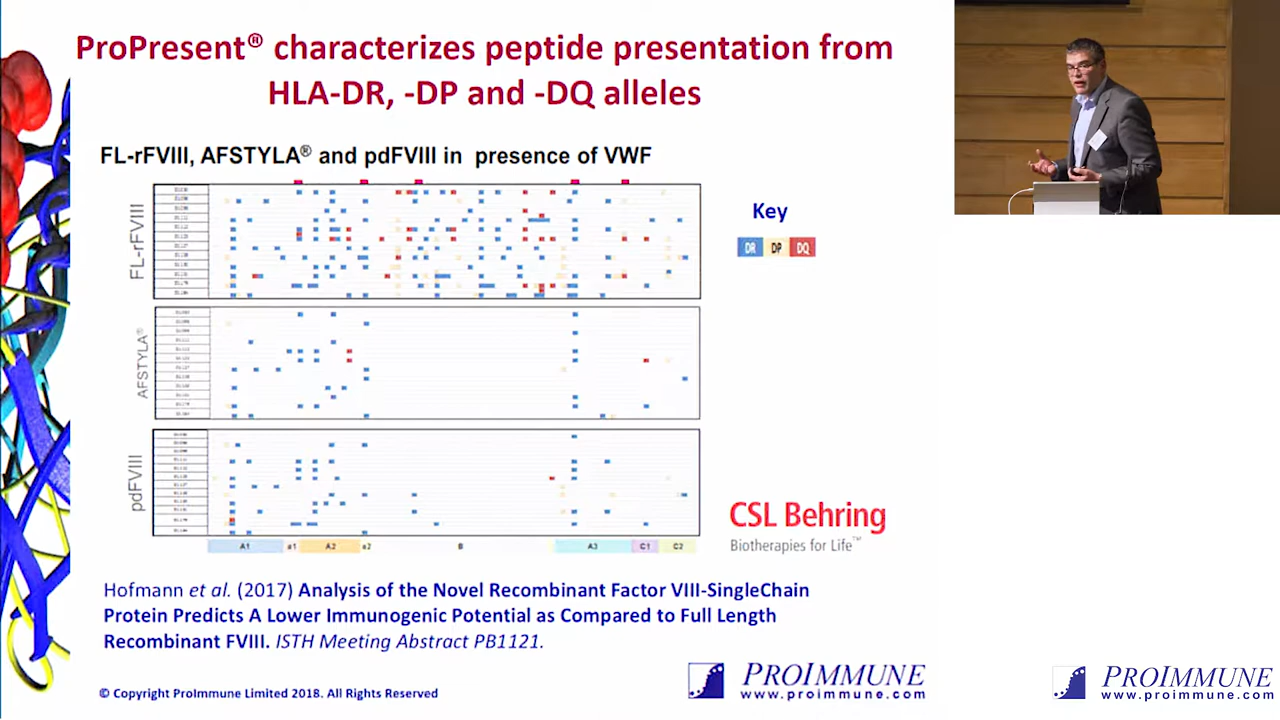 ProPresent® characterizes peptide presentation from
HLA-DR, -DP and -DQ alleles
FL-rFVIII, AFSTYLA® and pdFVIII in presence of VWF
FL-rFVIII
AFSTYLA®
pdFVIII
Key
DR DP DQ
A1 a1 A2 a2 B A3 C1 C2
CSL Behring
Biotherapies for Life™
Hofmann et al. (2017) Analysis of the Novel Recombinant Factor VIII-SingleChain
Protein Predicts A Lower Immunogenic Potential as Compared to Full Length
Recombinant FVIII. ISTH Meeting Abstract PB1121.
© Copyright ProImmune Limited 2018. All Rights Reserved
PROIMMUNE
www.proimmune.com
PROIMMUNE
www.proimmune.com